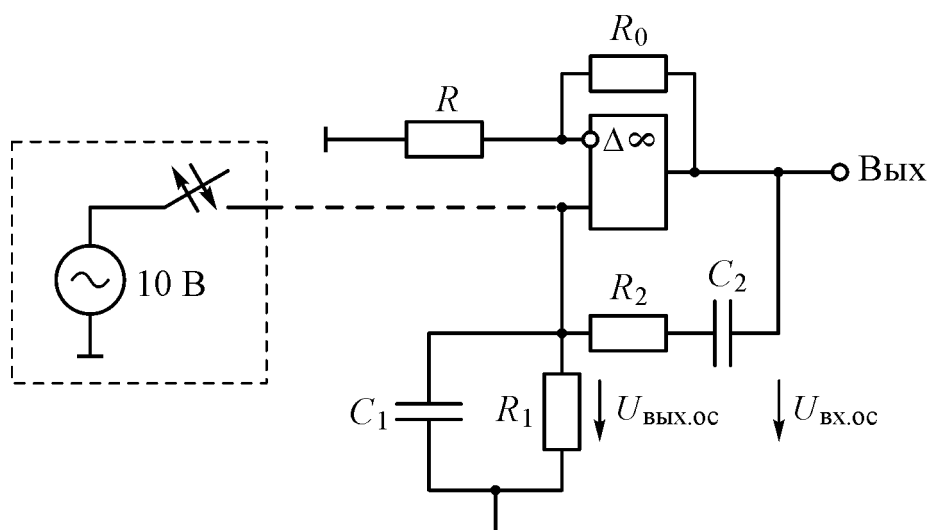 R₀
R
Δ∞
Вых
10 В
R₂
C₂
C₁
R₁
Uвых.ос
Uвх.ос